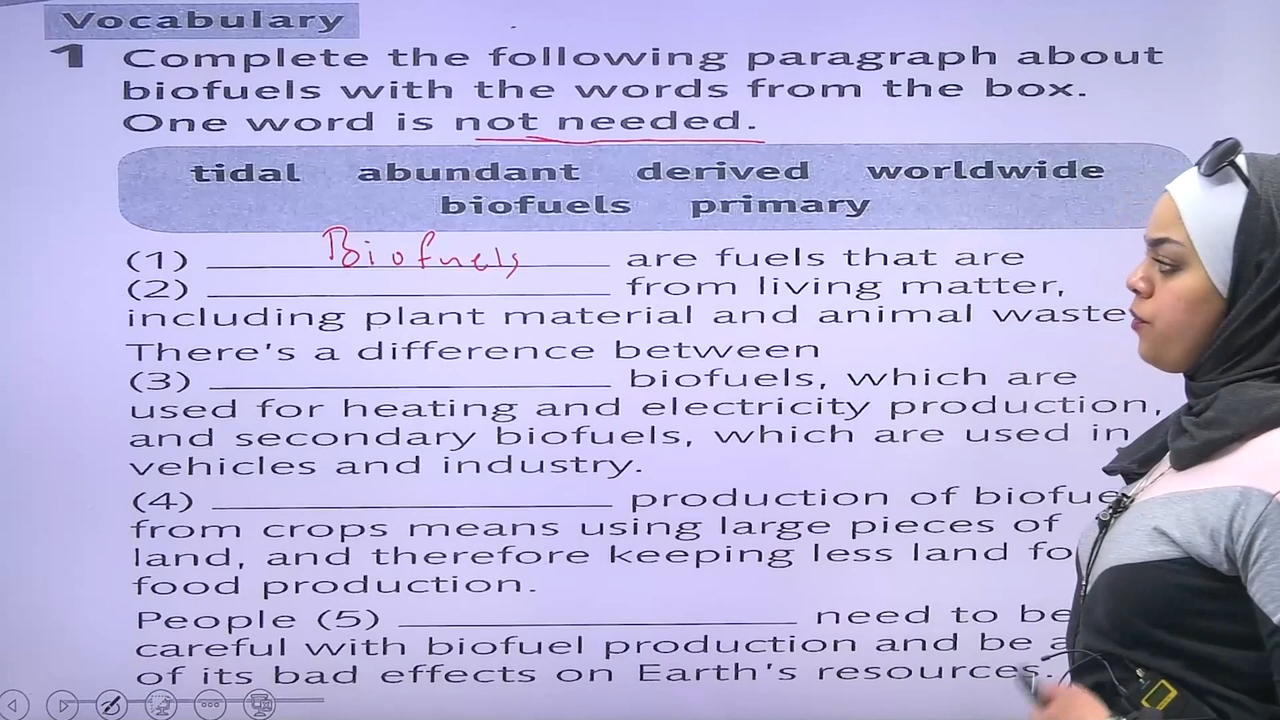 Vocabulary
1 Complete the following paragraph about
biofuels with the words from the box.
One word is not needed.
tidal abundant derived worldwide
biofuels primary
(1) Biofuels are fuels that are
(2) from living matter,
including plant material and animal waste
There's a difference between
(3) biofuels, which are
used for heating and electricity production,
and secondary biofuels, which are used in
vehicles and industry.
(4) production of biofue
from crops means using large pieces of
land, and therefore keeping less land fo
food production.
People (5) need to be
careful with biofuel production and be a
of its bad effects on Earth's resources.